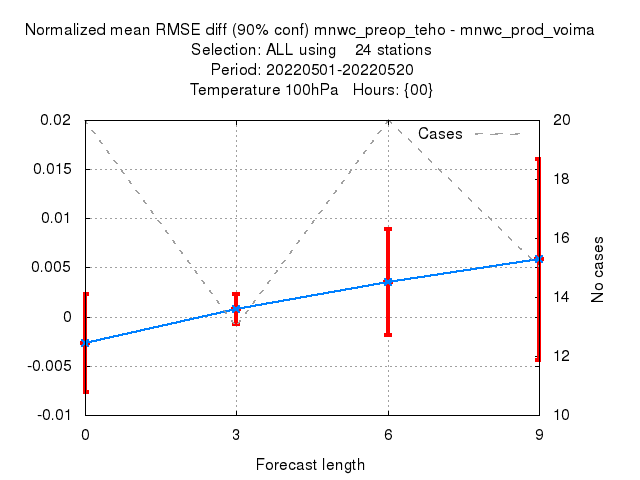 Normalized mean RMSE diff (90% conf) mnwc_preop_teho - mnwc_prod_voima
Selection: ALL using    24 stations
Period: 20220501-20220520
Temperature 100hPa   Hours: {00}
Cases
0.02
0.015
0.01
0.005
0
-0.005
-0.01
20
18
16
14
12
10
No cases
0 3 6 9
Forecast length